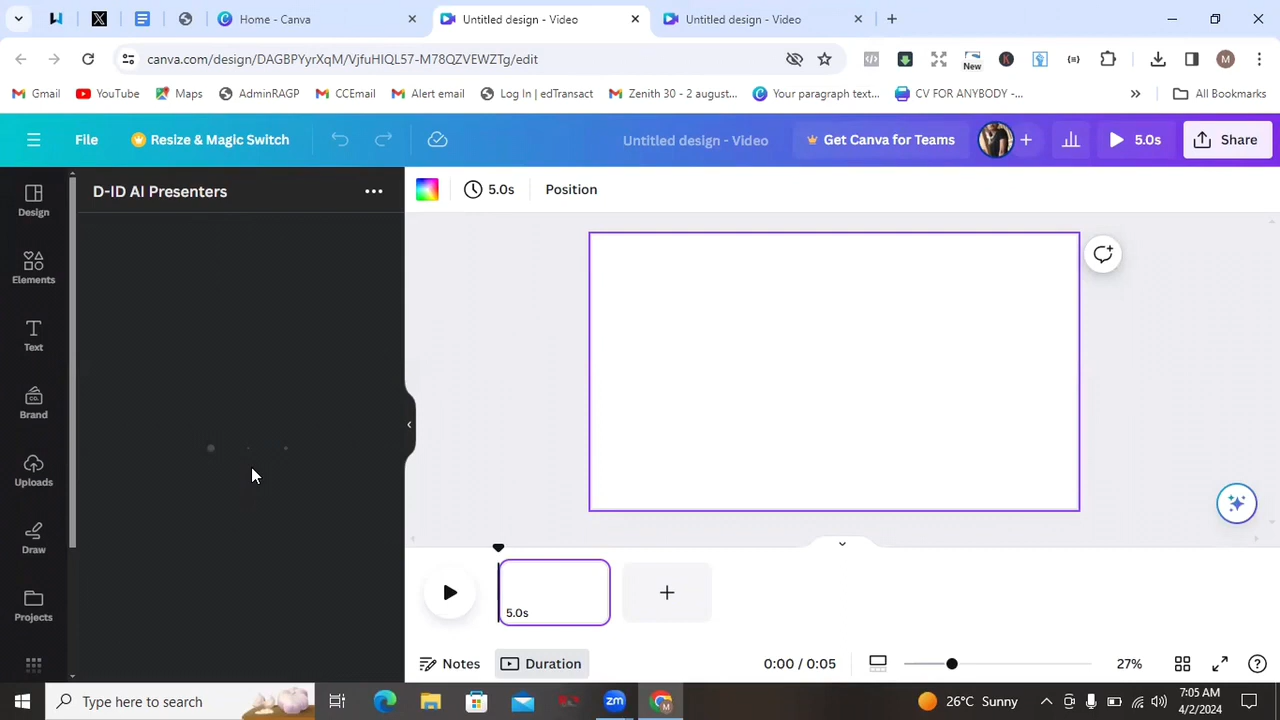 Home - Canva
Untitled design - Video
Untitled design - Video
canva.com/design/DAGBPYyrXqM/VjfuHIQL57-M78QZVEWZTg/edit
New
M
Gmail
YouTube
Maps
AdminRAGP
CCEmail
Alert email
Log In | edTransact
Zenith 30 - 2 august...
Your paragraph text...
CV FOR ANYBODY -...
All Bookmarks
File
Resize & Magic Switch
Untitled design - Video
Get Canva for Teams
5.0s
Share
Design
Elements
Text
Brand
Uploads
Draw
Projects
D-ID AI Presenters
5.0s
Position
5.0s
Notes
Duration
0:00 / 0:05
27%
Type here to search
zm
26°C Sunny
7:05 AM
4/2/2024